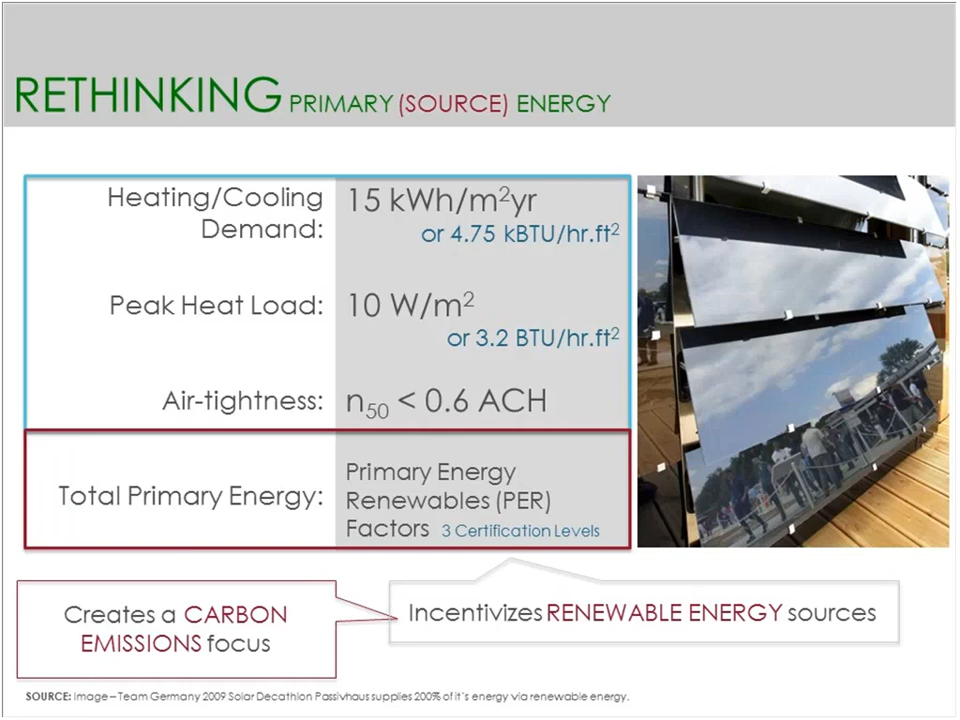 RETHINKING PRIMARY (SOURCE) ENERGY
Heating/Cooling
Demand:
15 kWh/m²yr
or 4.75 kBTU/hr.ft²
Peak Heat Load:
10 W/m²
or 3.2 BTU/hr.ft²
Air-tightness:
n₅₀ < 0.6 ACH
Total Primary Energy:
Primary Energy
Renewables (PER)
Factors 3 Certification Levels
Creates a CARBON
EMISSIONS focus
Incentivizes RENEWABLE ENERGY sources
SOURCE: Image – Team Germany 2009 Solar Decathlon Passivhaus supplies 200% of it's energy via renewable energy.